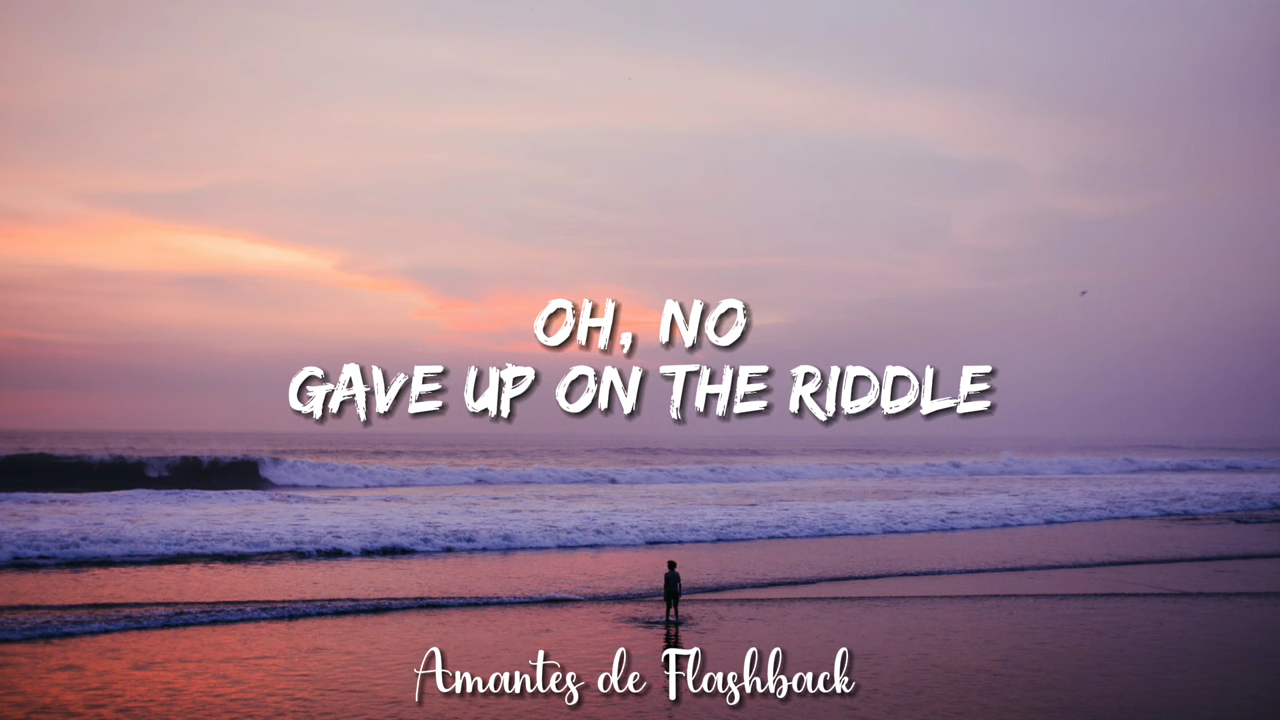 OH, NO
GAVE UP ON THE RIDDLE
Amantes de Flashback